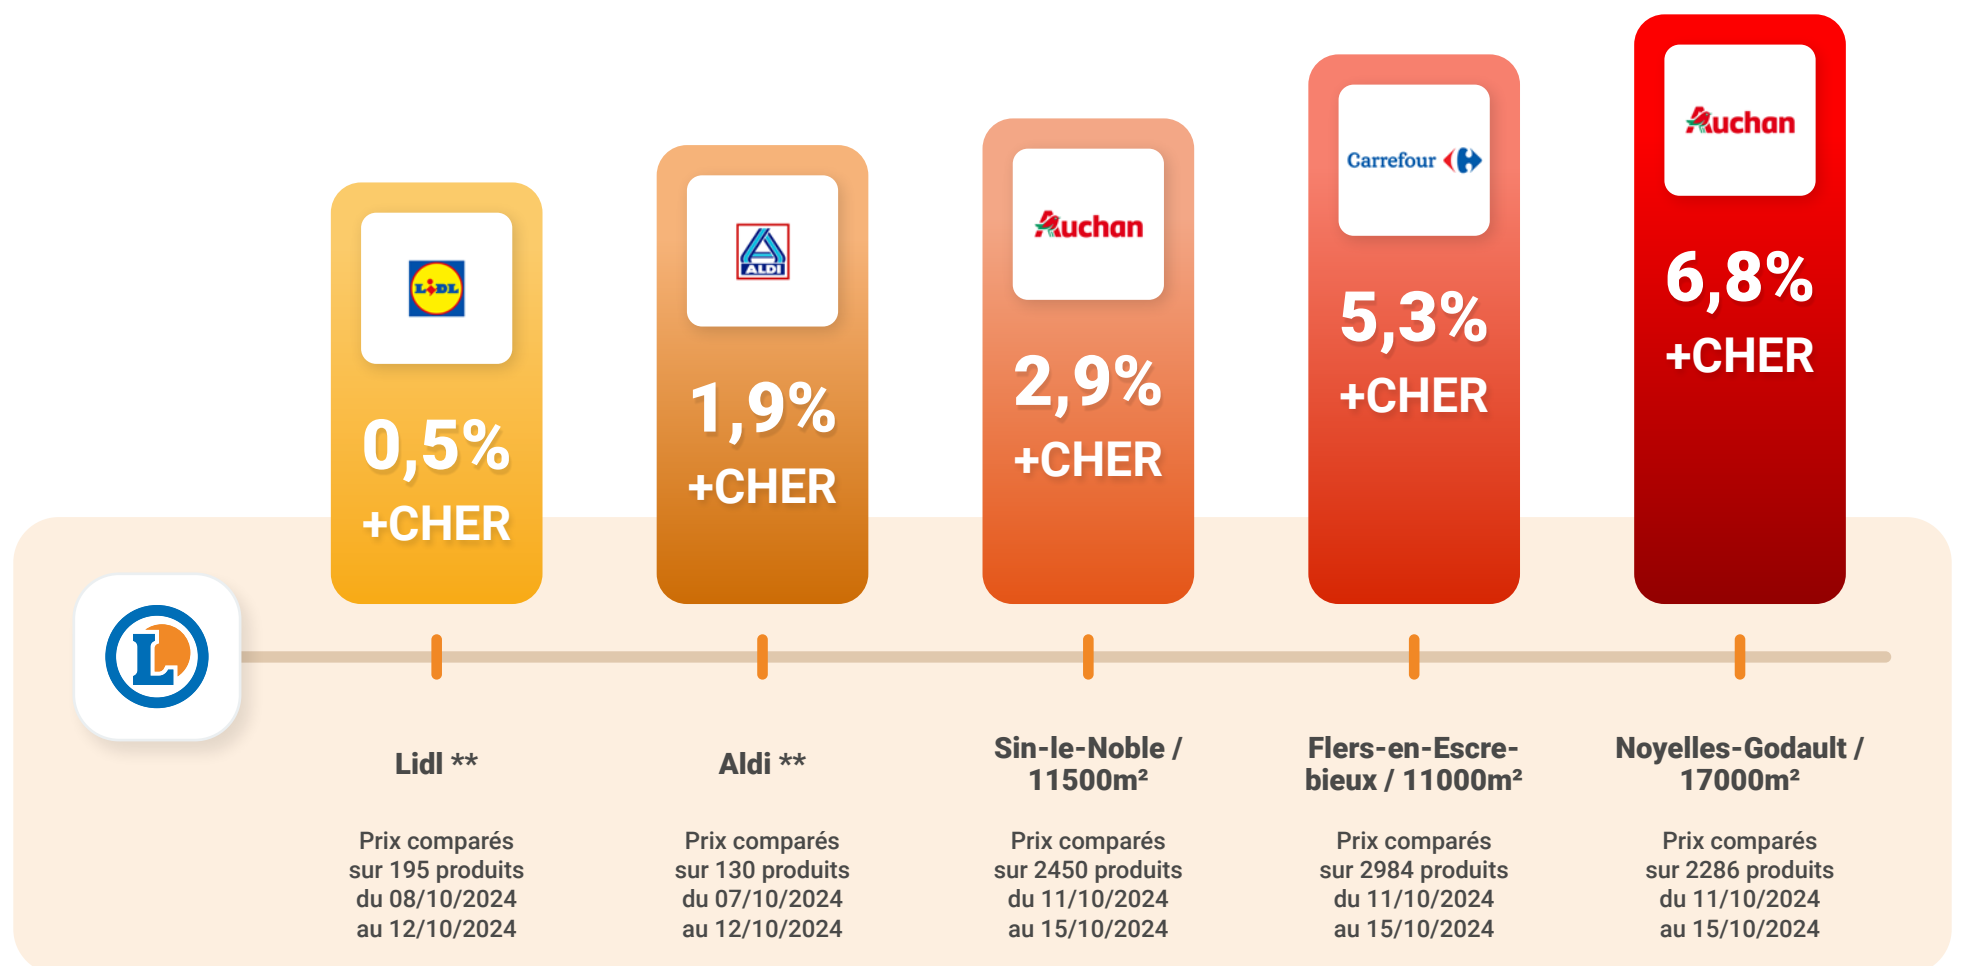 LIDL
0,5%
+CHER
ALDI
1,9%
+CHER
Auchan
2,9%
+CHER
Carrefour
5,3%
+CHER
Auchan
6,8%
+CHER
L
Lidl **
Prix comparés
sur 195 produits
du 08/10/2024
au 12/10/2024
Aldi **
Prix comparés
sur 130 produits
du 07/10/2024
au 12/10/2024
Sin-le-Noble /
11500m²
Prix comparés
sur 2450 produits
du 11/10/2024
au 15/10/2024
Flers-en-Escre-
bieux / 11000m²
Prix comparés
sur 2984 produits
du 11/10/2024
au 15/10/2024
Noyelles-Godault /
17000m²
Prix comparés
sur 2286 produits
du 11/10/2024
au 15/10/2024